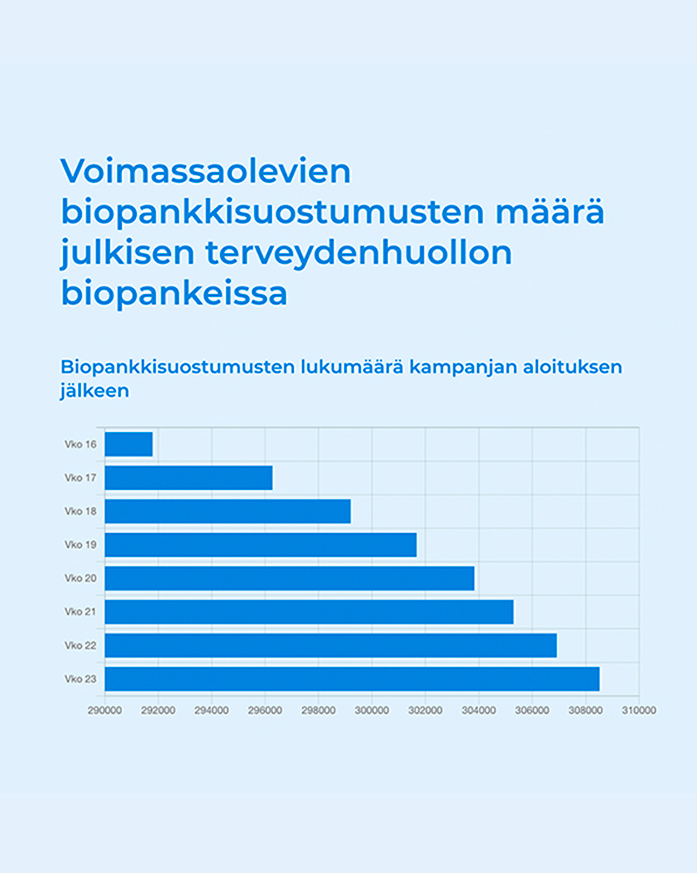 Voimassaolevien
biopankkisuostumusten määrä
julkisen terveydenhuollon
biopankeissa
Biopankkisuostumusten lukumäärä kampanjan aloituksen
jälkeen
Vko 16
Vko 17
Vko 18
Vko 19
Vko 20
Vko 21
Vko 22
Vko 23
290000 292000 294000 296000 298000 300000 302000 304000 306000 308000 310000